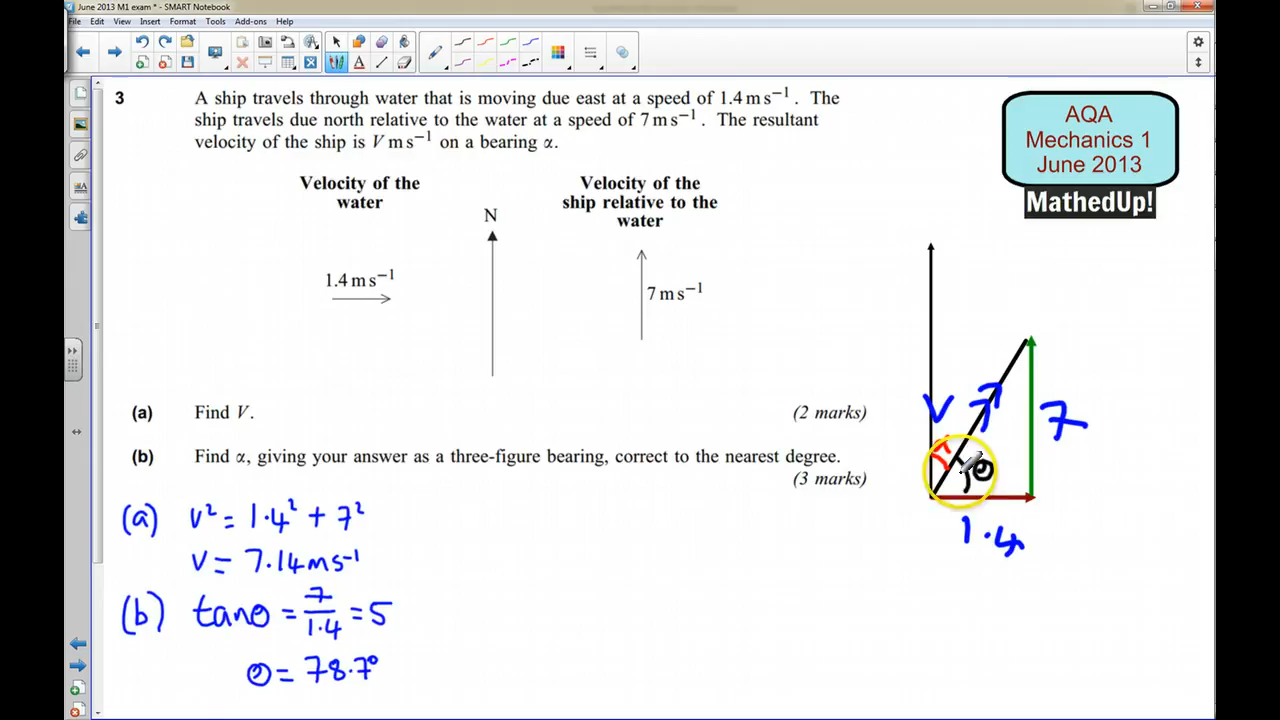 June 2013 M1 exam * - SMART Notebook
File Edit View Insert Format Tools Add-ons Help
3 A ship travels through water that is moving due east at a speed of 1.4 m s⁻¹. The
ship travels due north relative to the water at a speed of 7 m s⁻¹. The resultant
velocity of the ship is V m s⁻¹ on a bearing α.
AQA
Mechanics 1
June 2013
MathedUp!
Velocity of the
water
N
Velocity of the
ship relative to the
water
1.4 m s⁻¹
7 m s⁻¹
(a) Find V. (2 marks)
(b) Find α, giving your answer as a three-figure bearing, correct to the nearest degree.
(3 marks)
V
7
θ
1.4
(a) v² = 1.4² + 7²
v = 7.14ms⁻¹
(b) tanθ = 7/1.4 = 5
θ = 78.7°